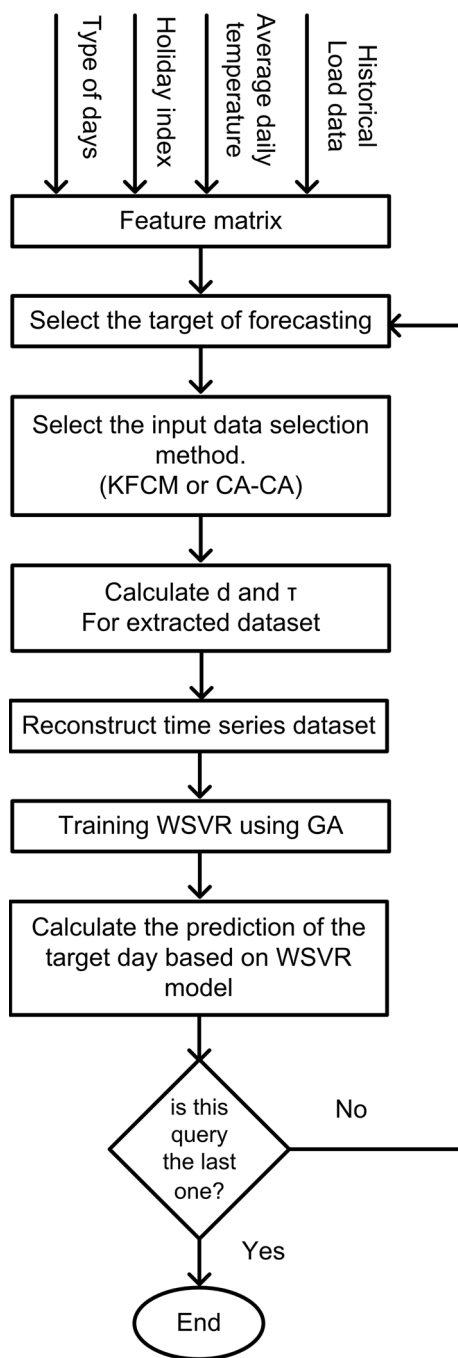 Type of days
Holiday index
Average daily
temperature
Historical
Load data
Feature matrix
Select the target of forecasting
Select the input data selection
method.
(KFCM or CA-CA)
Calculate d and τ
For extracted dataset
Reconstruct time series dataset
Training WSVR using GA
Calculate the prediction of the
target day based on WSVR
model
is this
query
the last
one?
No
Yes
End